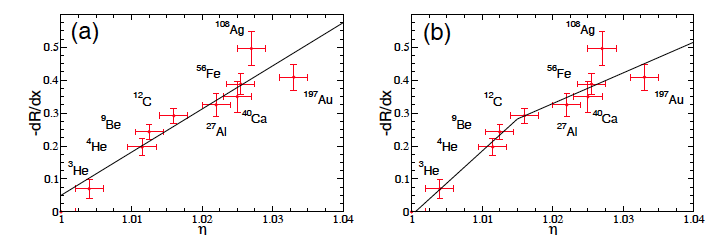 (a)
-dR/dx
0.5
0.4
0.3
0.2
0.1
0
1
1.01
1.02
1.03
1.04
η
³He
⁴He
⁹Be
¹²C
²⁷Al
⁵⁶Fe
⁴⁰Ca
¹⁰⁸Ag
¹⁹⁷Au
(b)
-dR/dx
0.5
0.4
0.3
0.2
0.1
0
1
1.01
1.02
1.03
1.04
η
³He
⁴He
⁹Be
¹²C
²⁷Al
⁵⁶Fe
⁴⁰Ca
¹⁰⁸Ag
¹⁹⁷Au